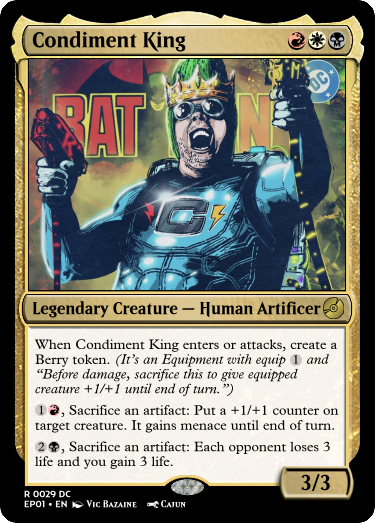 Condiment King
BAT
Legendary Creature — Human Artificer
When Condiment King enters or attacks, create a
Berry token. (It's an Equipment with equip 1 and
“Before damage, sacrifice this to give equipped
creature +1/+1 until end of turn.”)
1, Sacrifice an artifact: Put a +1/+1 counter on
target creature. It gains menace until end of turn.
2, Sacrifice an artifact: Each opponent loses 3
life and you gain 3 life.
3/3
R 0029 DC
EP01 • EN Vic Bazaine Cajun